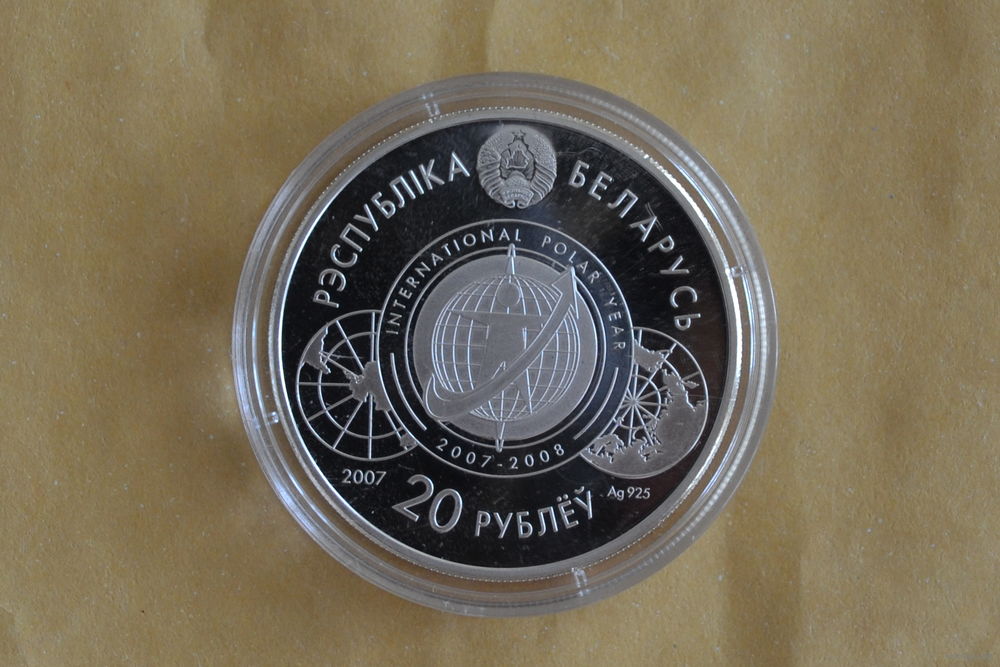 РЭСПУБЛІКА БЕЛАРУСЬ
INTERNATIONAL POLAR YEAR
2007-2008
2007
20 РУБЛЁЎ
Ag 925